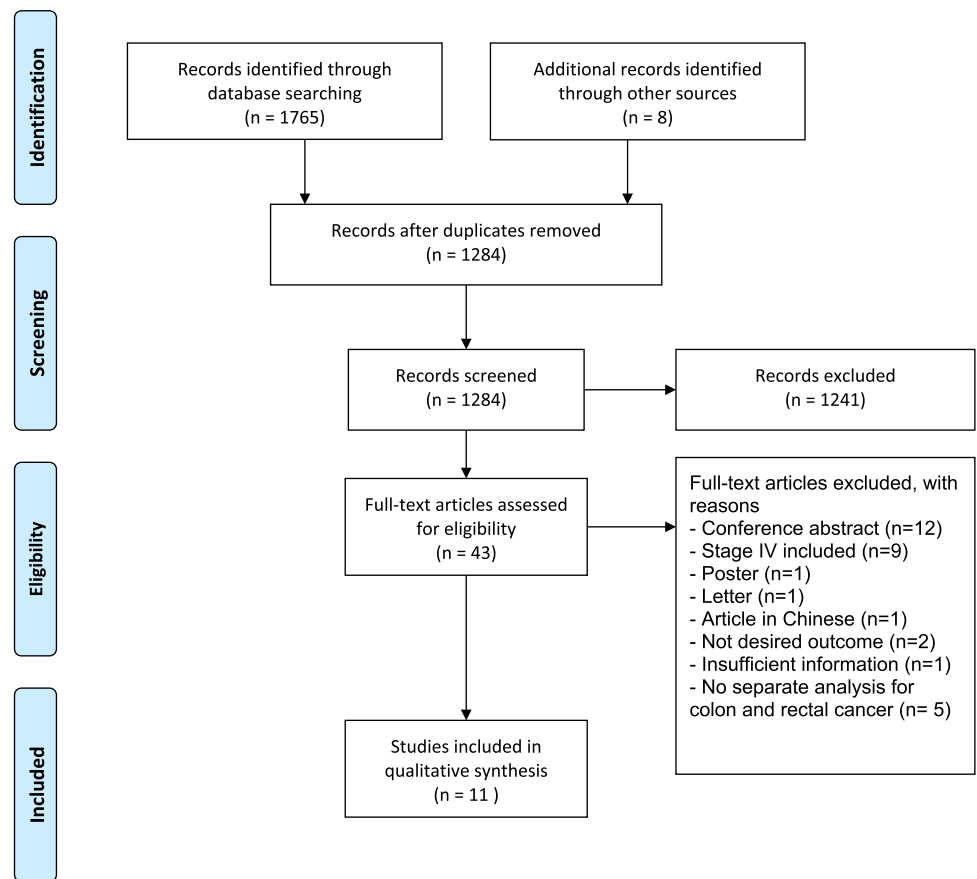 Identification
Records identified through
database searching
(n = 1765)
Additional records identified
through other sources
(n = 8)
Records after duplicates removed
(n = 1284)
Screening
Records screened
(n = 1284)
Records excluded
(n = 1241)
Eligibility
Full-text articles assessed
for eligibility
(n = 43)
Full-text articles excluded, with
reasons
- Conference abstract (n=12)
- Stage IV included (n=9)
- Poster (n=1)
- Letter (n=1)
- Article in Chinese (n=1)
- Not desired outcome (n=2)
- Insufficient information (n=1)
- No separate analysis for
colon and rectal cancer (n= 5)
Included
Studies included in
qualitative synthesis
(n = 11 )